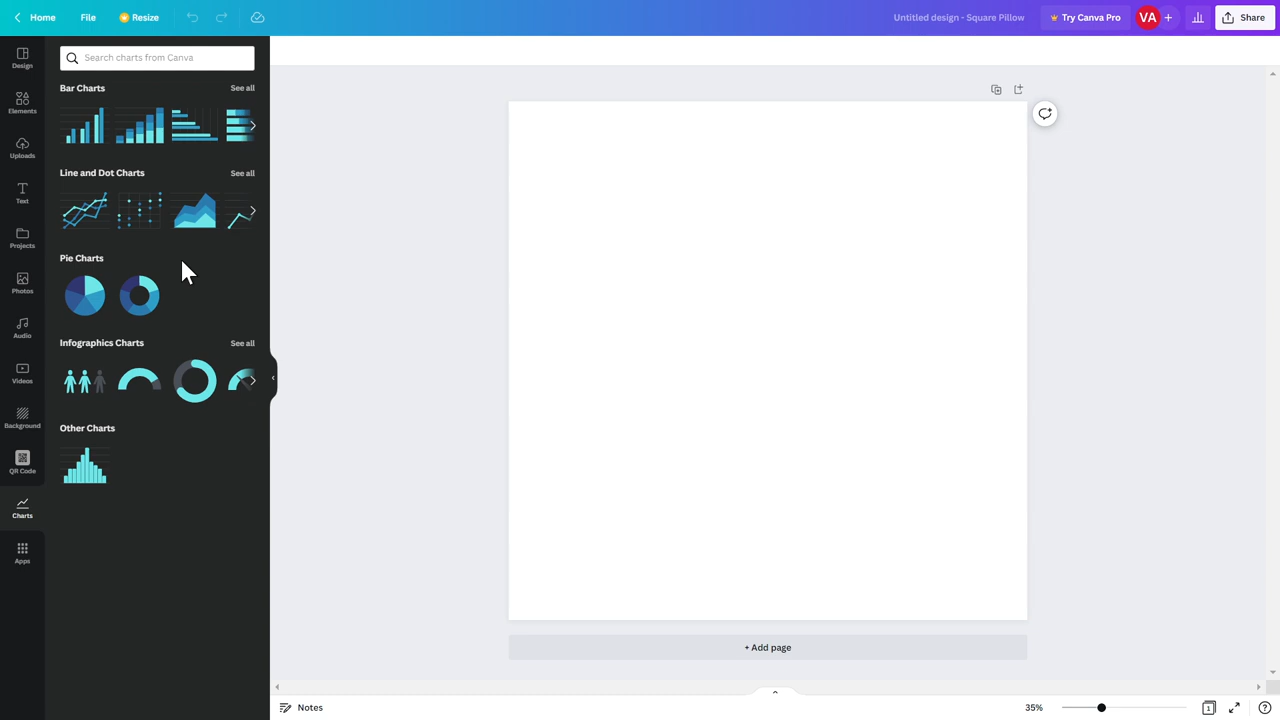 Home File Resize Untitled design - Square Pillow Try Canva Pro VA + Share
Design
Elements
Uploads
Text
Projects
Photos
Audio
Videos
Background
QR Code
Charts
Apps
Search charts from Canva
Bar Charts See all
Line and Dot Charts See all
Pie Charts
Infographics Charts See all
Other Charts
+ Add page
Notes 35% 1 ?